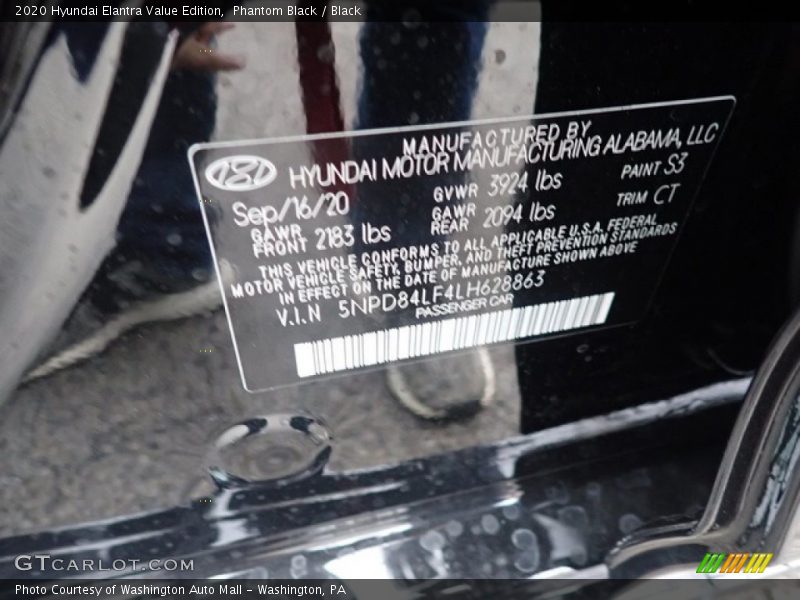 2020 Hyundai Elantra Value Edition, Phantom Black / Black
MANUFACTURED BY
HYUNDAI MOTOR MANUFACTURING ALABAMA, LLC
Sep/16/20 GVWR 3924 lbs PAINT S3
GAWR FRONT 2183 lbs GAWR REAR 2094 lbs TRIM CT
THIS VEHICLE CONFORMS TO ALL APPLICABLE U.S.A. FEDERAL
MOTOR VEHICLE SAFETY, BUMPER, AND THEFT PREVENTION STANDARDS
IN EFFECT ON THE DATE OF MANUFACTURE SHOWN ABOVE
V.I.N 5NPD84LF4LH628863
PASSENGER CAR
GTCARLOT.COM
Photo Courtesy of Washington Auto Mall - Washington, PA